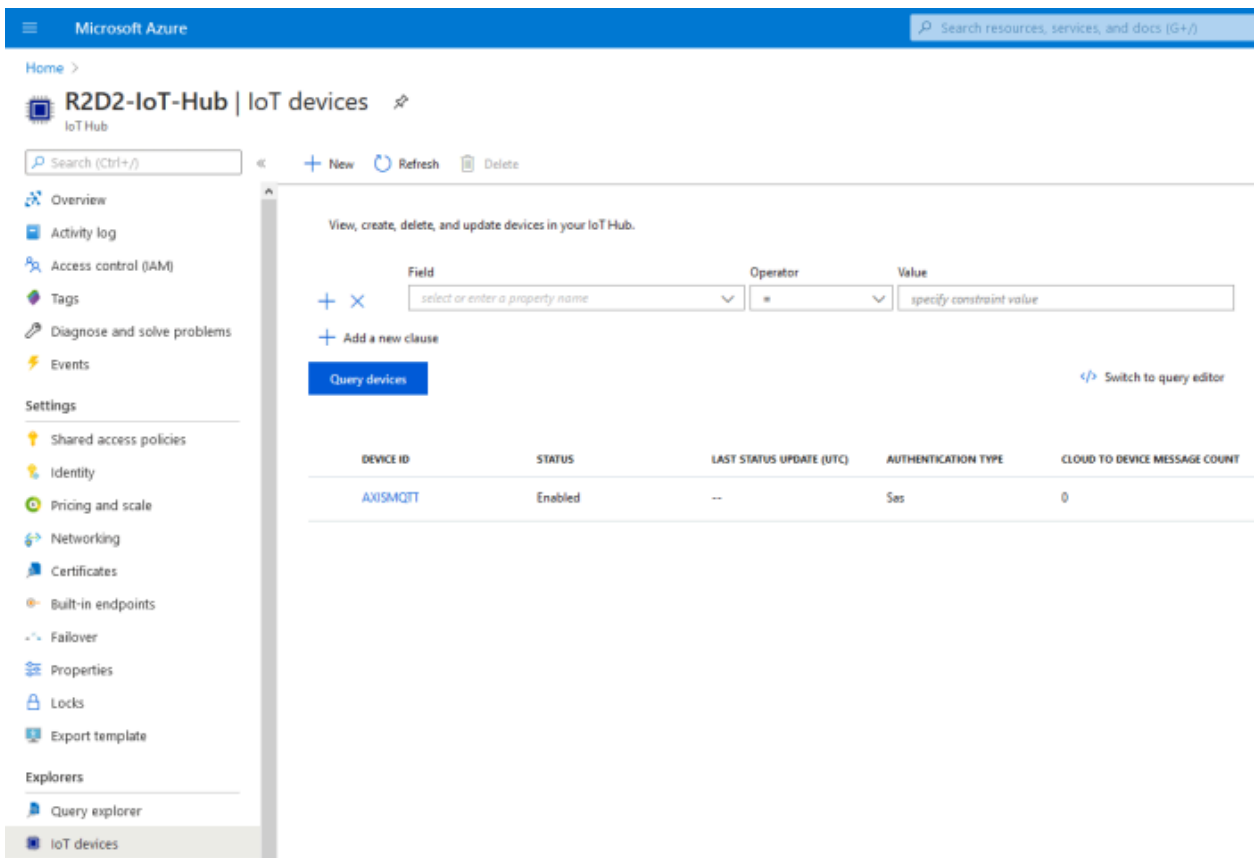 Microsoft Azure
Search resources, services, and docs (G+/)
Home >
R2D2-IoT-Hub | IoT devices
IoT Hub
Search (Ctrl+/)
«
New
Refresh
Delete
Overview
Activity log
Access control (IAM)
Tags
Diagnose and solve problems
Events
Settings
Shared access policies
Identity
Pricing and scale
Networking
Certificates
Built-in endpoints
Failover
Properties
Locks
Export template
Explorers
Query explorer
IoT devices
View, create, delete, and update devices in your IoT Hub.
Field Operator Value
select or enter a property name = specify constraint value
Add a new clause
Query devices
</> Switch to query editor
DEVICE ID STATUS LAST STATUS UPDATE (UTC) AUTHENTICATION TYPE CLOUD TO DEVICE MESSAGE COUNT
AXISMQTT Enabled -- Sas 0